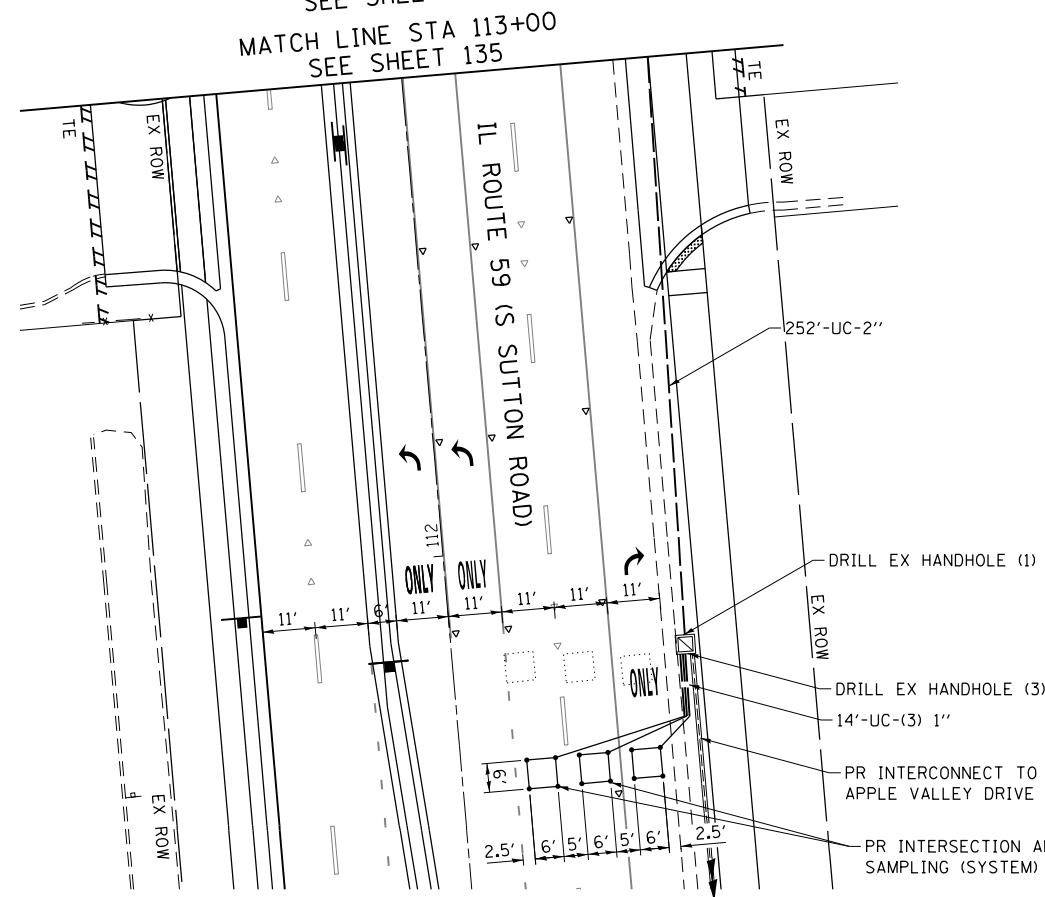 MATCH LINE STA 113+00
SEE SHEET 135
TE
EX ROW
TE
EX ROW
IL ROUTE 59 (S SUTTON ROAD)
252'-UC-2"
112
ONLY
ONLY
11'
11'
6'
11'
11'
11'
11'
11'
DRILL EX HANDHOLE (1)
EX ROW
ONLY
DRILL EX HANDHOLE (3)
14'-UC-(3) 1"
6'
PR INTERCONNECT TO
APPLE VALLEY DRIVE
EX ROW
2.5'
6'
5'
6'
5'
6'
2.5'
PR INTERSECTION
SAMPLING (SYSTEM)